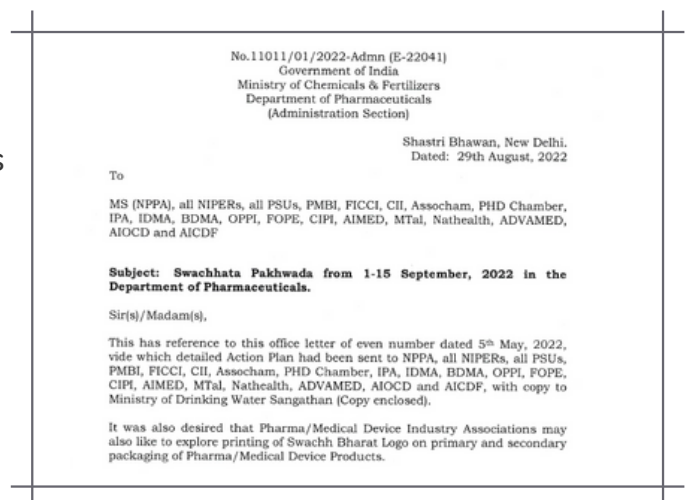 No.11011/01/2022-Admn (E-22041)
Government of India
Ministry of Chemicals & Fertilizers
Department of Pharmaceuticals
(Administration Section)
Shastri Bhawan, New Delhi.
Dated: 29th August, 2022
s
To
MS (NPPA), all NIPERs, all PSUs, PMBI, FICCI, CII, Assocham, PHD Chamber,
IPA, IDMA, BDMA, OPPI, FOPE, CIPI, AIMED, MTal, Nathealth, ADVAMED,
AIOCD and AICDF
Subject: Swachhata Pakhwada from 1-15 September, 2022 in the
Department of Pharmaceuticals.
Sir(s)/Madam(s),
This has reference to this office letter of even number dated 5th May, 2022,
vide which detailed Action Plan had been sent to NPPA, all NIPERs, all PSUs,
PMBI, FICCI, CII, Assocham, PHD Chamber, IPA, IDMA, BDMA, OPPI, FOPE,
CIPI, AIMED, MTal, Nathealth, ADVAMED, AIOCD and AICDF, with copy to
Ministry of Drinking Water Sangathan (Copy enclosed).
It was also desired that Pharma/Medical Device Industry Associations may
also like to explore printing of Swachh Bharat Logo on primary and secondary
packaging of Pharma/Medical Device Products.